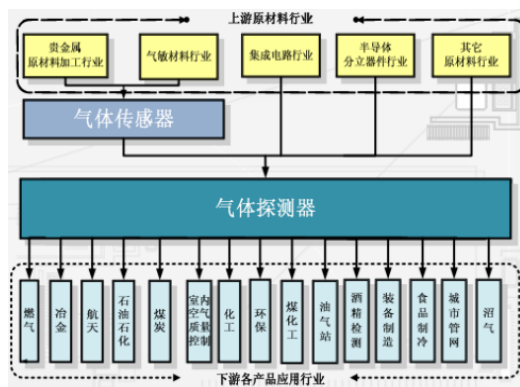 上游原材料行业
贵金属
原材料加工行业
气敏材料行业
集成电路行业
半导体
分立器件行业
其它
原材料行业
气体传感器
气体探测器
燃气
冶金
航天
石油石化
煤炭
室内空气质量控制
化工
环保
煤化工
油气站
酒精检测
装备制造
食品制冷
城市管网
沼气
下游各产品应用行业